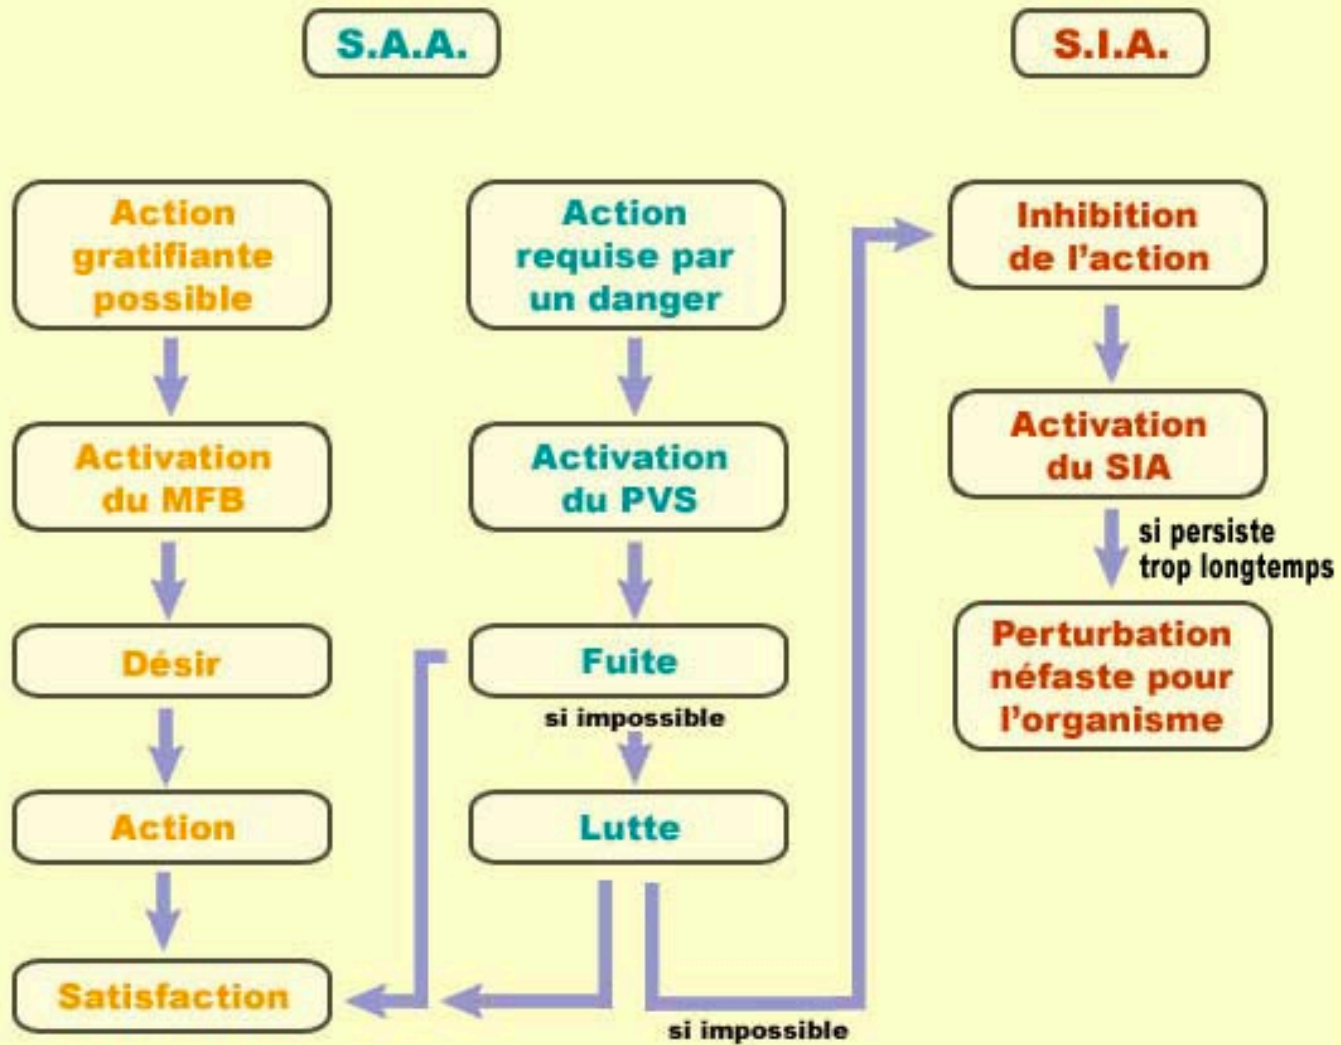 S.A.A.
S.I.A.
Action
gratifiante
possible
Activation
du MFB
Désir
Action
Satisfaction
Action
requise par
un danger
Activation
du PVS
Fuite
si impossible
Lutte
si impossible
Inhibition
de l'action
Activation
du SIA
si persiste
trop longtemps
Perturbation
néfaste pour
l'organisme